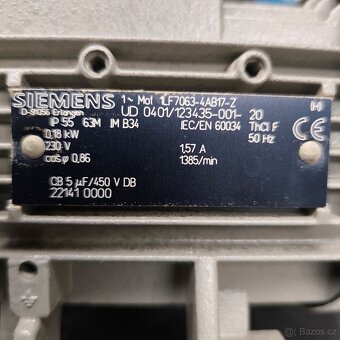 SIEMENS 1~ Mot 1LF7063-4AB17-Z
D-91056 Erlangen UD 0401/123435-001- 20 (H)
IP 55 63M IM B34 IEC/EN 60034 ThCl F
0,18 kW 50 Hz
230 V 1,57 A
cos φ 0,86 1385/min
CB 5 µF/450 V DB
22141 0000
CE
bazos.cz